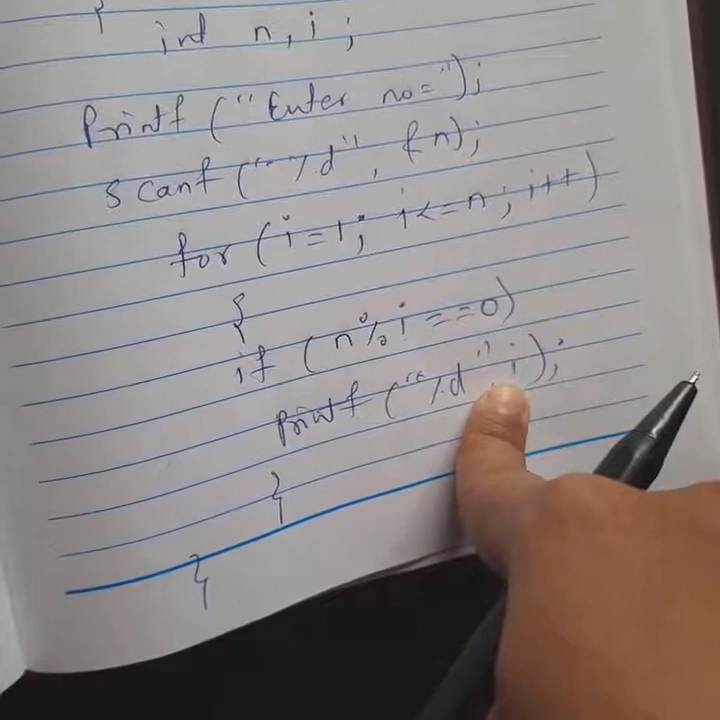 {
int n, i ;
Printf ("Enter no=");
scanf ("%d", &n);
for (i=1; i<=n; i++)
{
if (n%i==0)
printf ("%d" i);
}
}